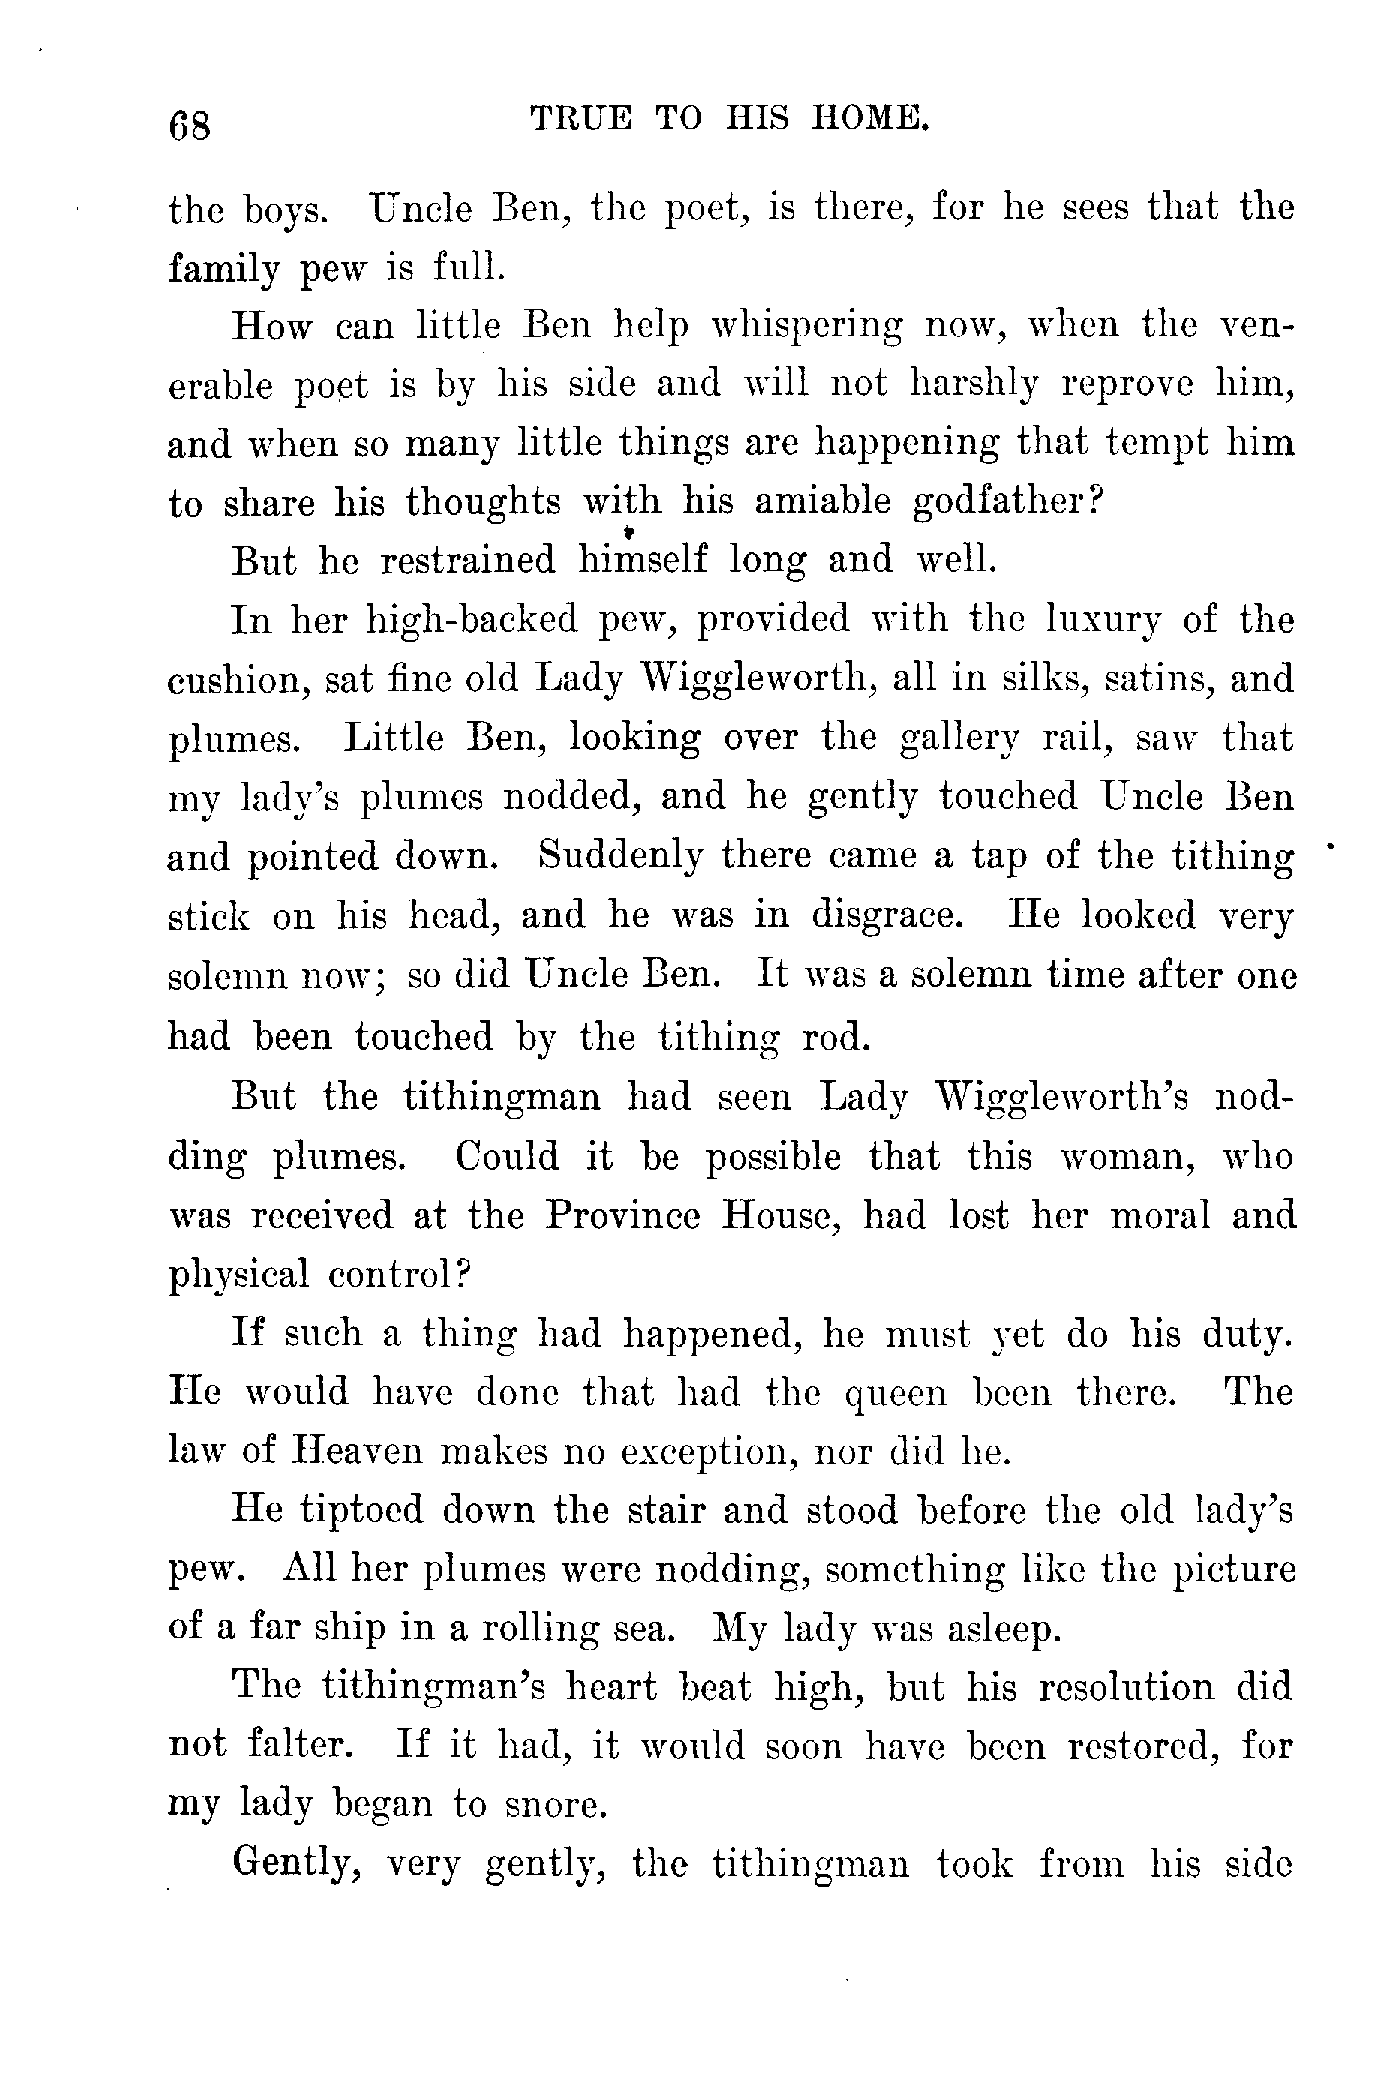 68 TRUE TO HIS HOME.
the boys. Uncle Ben, the poet, is there, for he sees that the
family pew is full.
How can little Ben help whispering now, when the ven-
erable poet is by his side and will not harshly reprove him,
and when so many little things are happening that tempt him
to share his thoughts with his amiable godfather?
But he restrained himself long and well.
In her high-backed pew, provided with the luxury of the
cushion, sat fine old Lady Wiggleworth, all in silks, satins, and
plumes. Little Ben, looking over the gallery rail, saw that
my lady's plumes nodded, and he gently touched Uncle Ben
and pointed down. Suddenly there came a tap of the tithing
stick on his head, and he was in disgrace. He looked very
solemn now; so did Uncle Ben. It was a solemn time after one
had been touched by the tithing rod.
But the tithingman had seen Lady Wiggleworth's nod-
ding plumes. Could it be possible that this woman, who
was received at the Province House, had lost her moral and
physical control?
If such a thing had happened, he must yet do his duty.
He would have done that had the queen been there. The
law of Heaven makes no exception, nor did he.
He tiptoed down the stair and stood before the old lady's
pew. All her plumes were nodding, something like the picture
of a far ship in a rolling sea. My lady was asleep.
The tithingman's heart beat high, but his resolution did
not falter. If it had, it would soon have been restored, for
my lady began to snore.
Gently, very gently, the tithingman took from his side